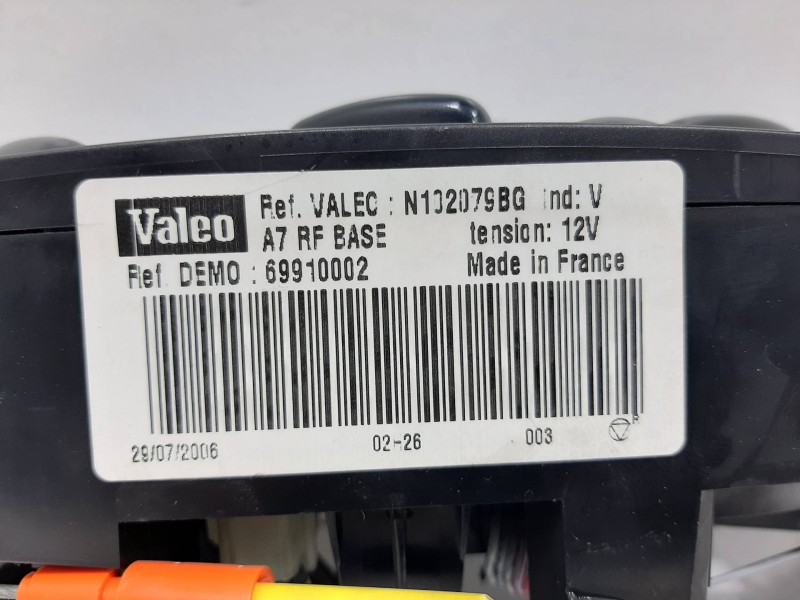 Valeo
Ref. VALEO : N102079BG ind: V
A7 RF BASE tension: 12V
Ref DEMO : 69910002 Made in France
29/07/2006 02-26 003 R